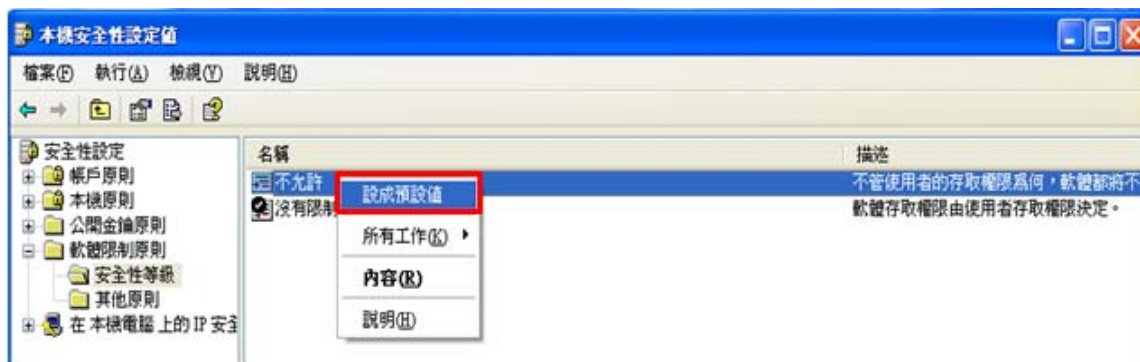 本機安全性設定值
檔案(F) 執行(A) 檢視(V) 說明(H)
安全性設定
帳戶原則
本機原則
公開金鑰原則
軟體限制原則
安全性等級
其他原則
在 本機電腦 上的 IP 安全
名稱 描述
不允許 不管使用者的存取權限為何，軟體都將不
沒有限制 軟體存取權限由使用者存取權限決定。
設成預設值
所有工作(K)
內容(R)
說明(H)